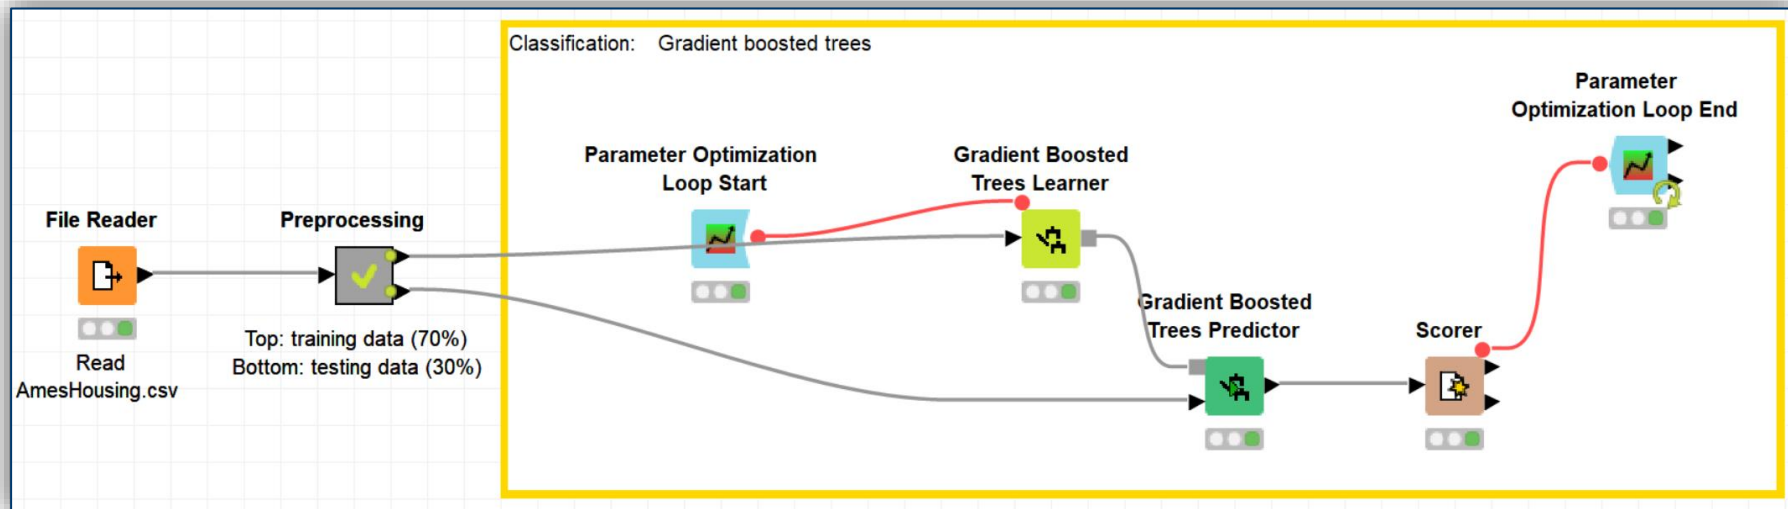 Classification: Gradient boosted trees
Parameter
Optimization Loop End
Parameter Optimization
Loop Start
Gradient Boosted
Trees Learner
File Reader
Preprocessing
Gradient Boosted
Trees Predictor
Scorer
Top: training data (70%)
Bottom: testing data (30%)
Read
AmesHousing.csv